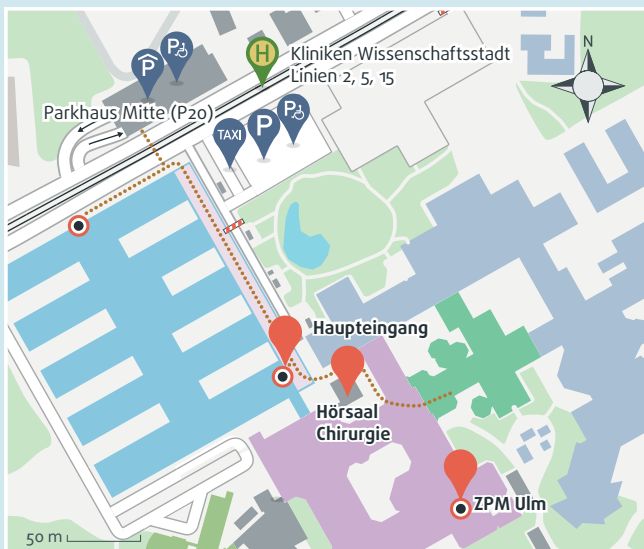 P
P
H
Kliniken Wissenschaftsstadt
Linien 2, 5, 15
N
Parkhaus Mitte (P20)
TAXI
P
P
Haupteingang
Hörsaal
Chirurgie
ZPM Ulm
50 m